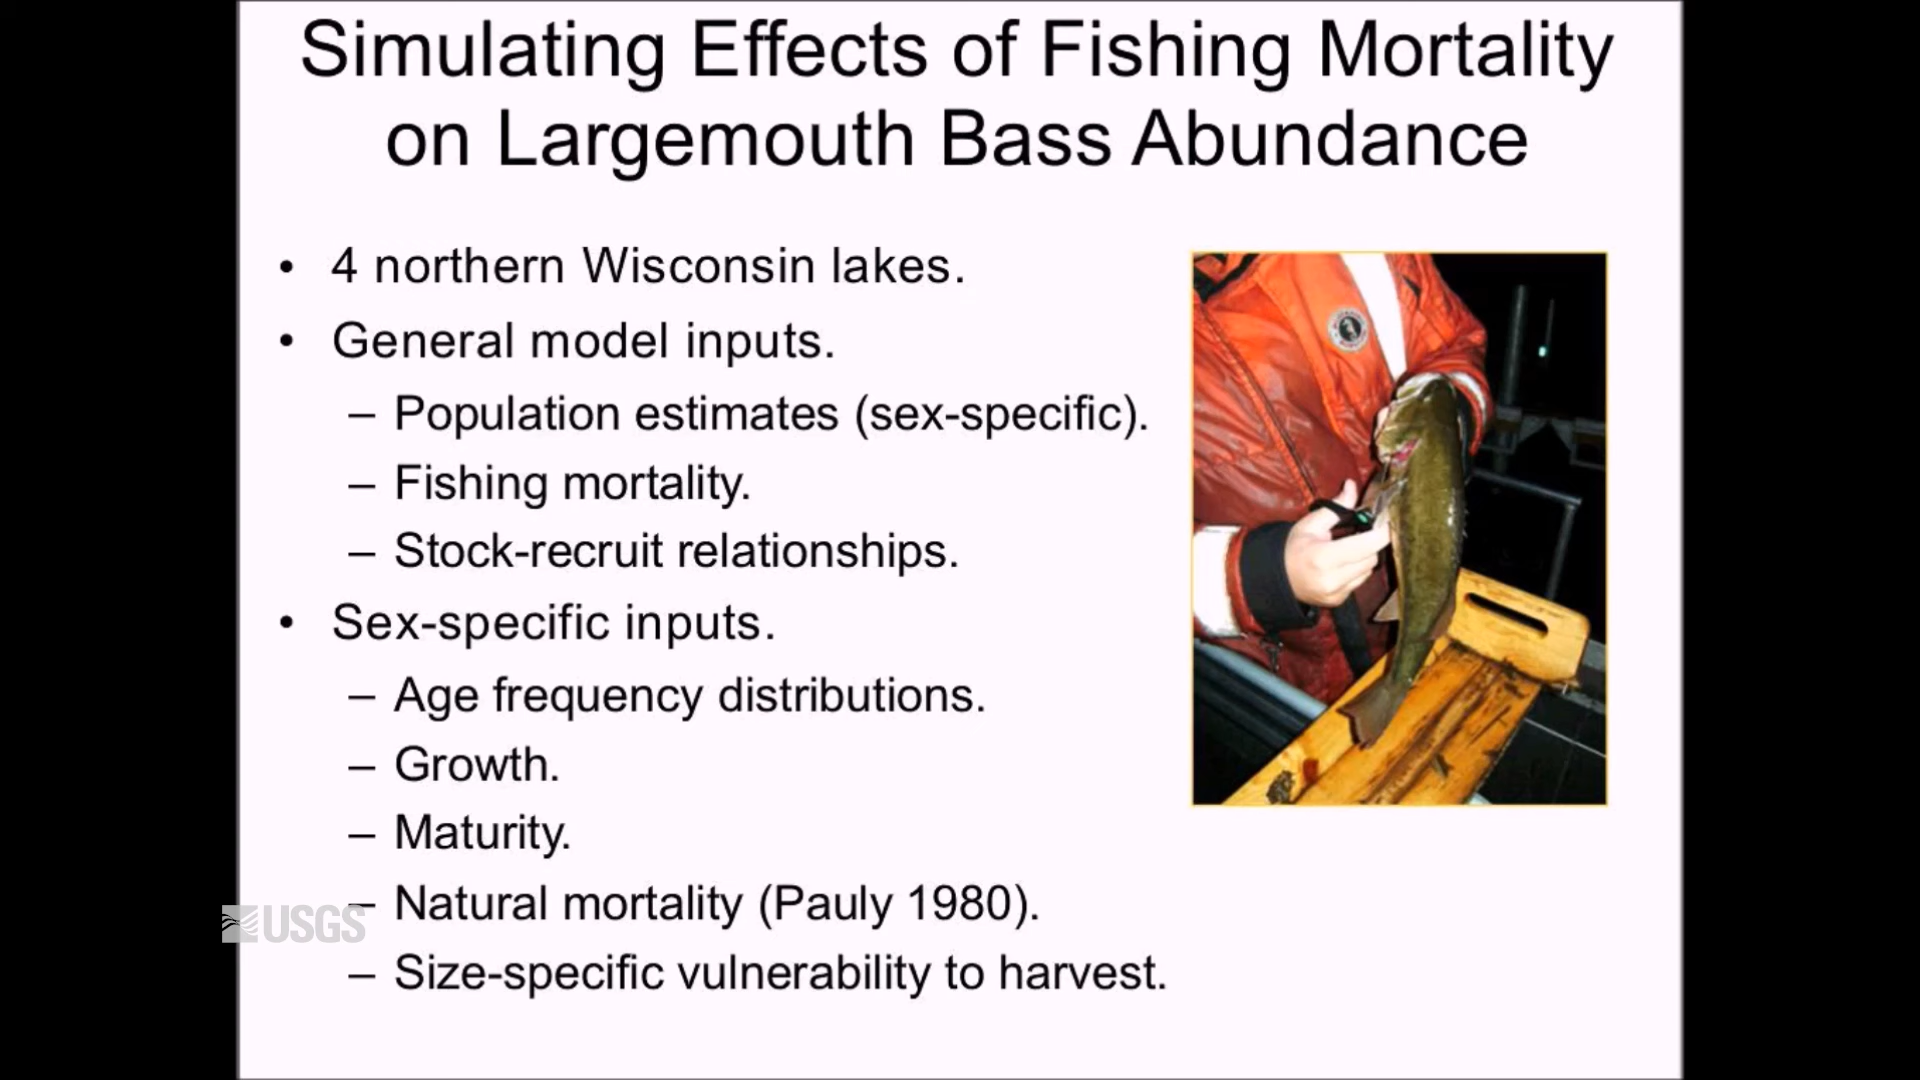 Simulating Effects of Fishing Mortality
on Largemouth Bass Abundance
• 4 northern Wisconsin lakes.
• General model inputs.
– Population estimates (sex-specific).
– Fishing mortality.
– Stock-recruit relationships.
• Sex-specific inputs.
– Age frequency distributions.
– Growth.
– Maturity.
– Natural mortality (Pauly 1980).
USGS
– Size-specific vulnerability to harvest.